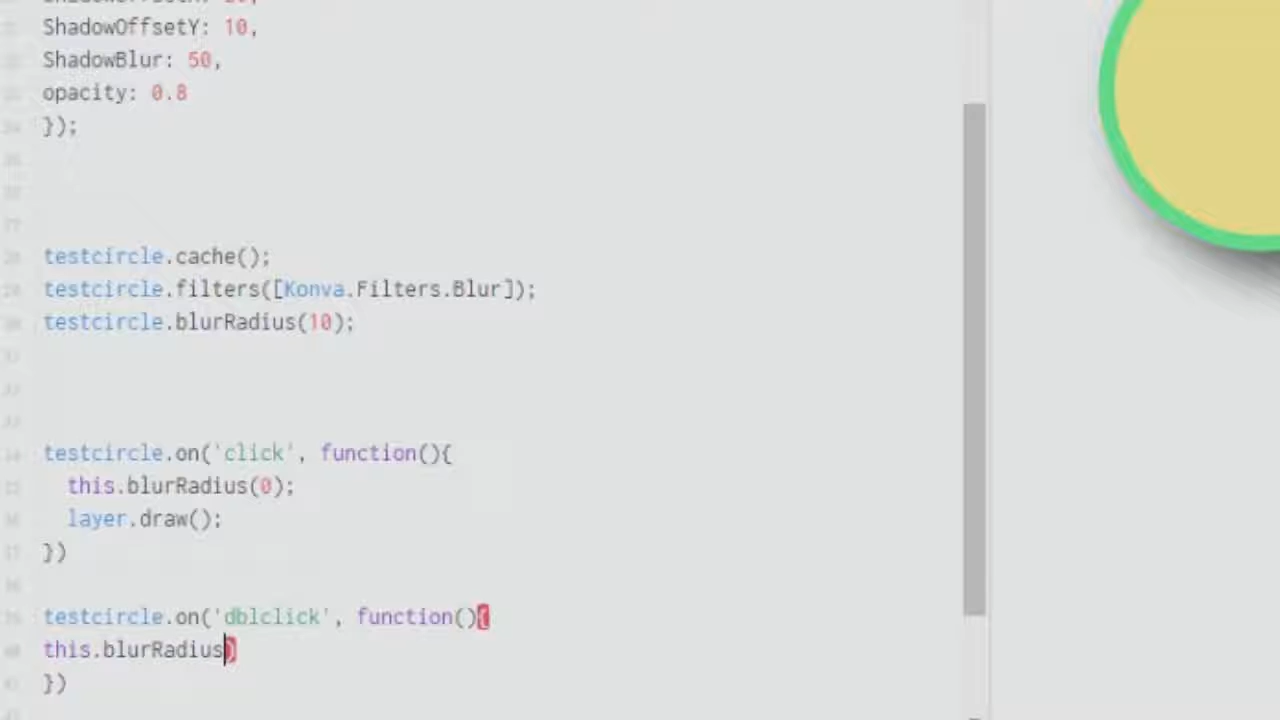 ShadowOffsetY: 10,
ShadowBlur: 50,
opacity: 0.8
});
testcircle.cache();
testcircle.filters([Konva.Filters.Blur]);
testcircle.blurRadius(10);
testcircle.on('click', function(){
this.blurRadius(0);
layer.draw();
})
testcircle.on('dblclick', function(){
this.blurRadius)
})